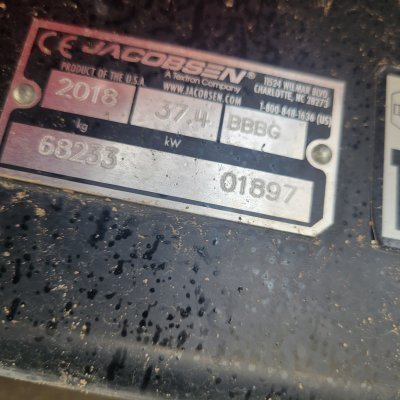 CE JACOBSEN
A Textron Company
PRODUCT OF THE U.S.A.
WWW.JACOBSEN.COM
11524 WILMAR BLVD.
CHARLOTTE, NC 28273
1-800-848-1636 (US)
2018 37.4 BBBG
kg kW
68233 01897